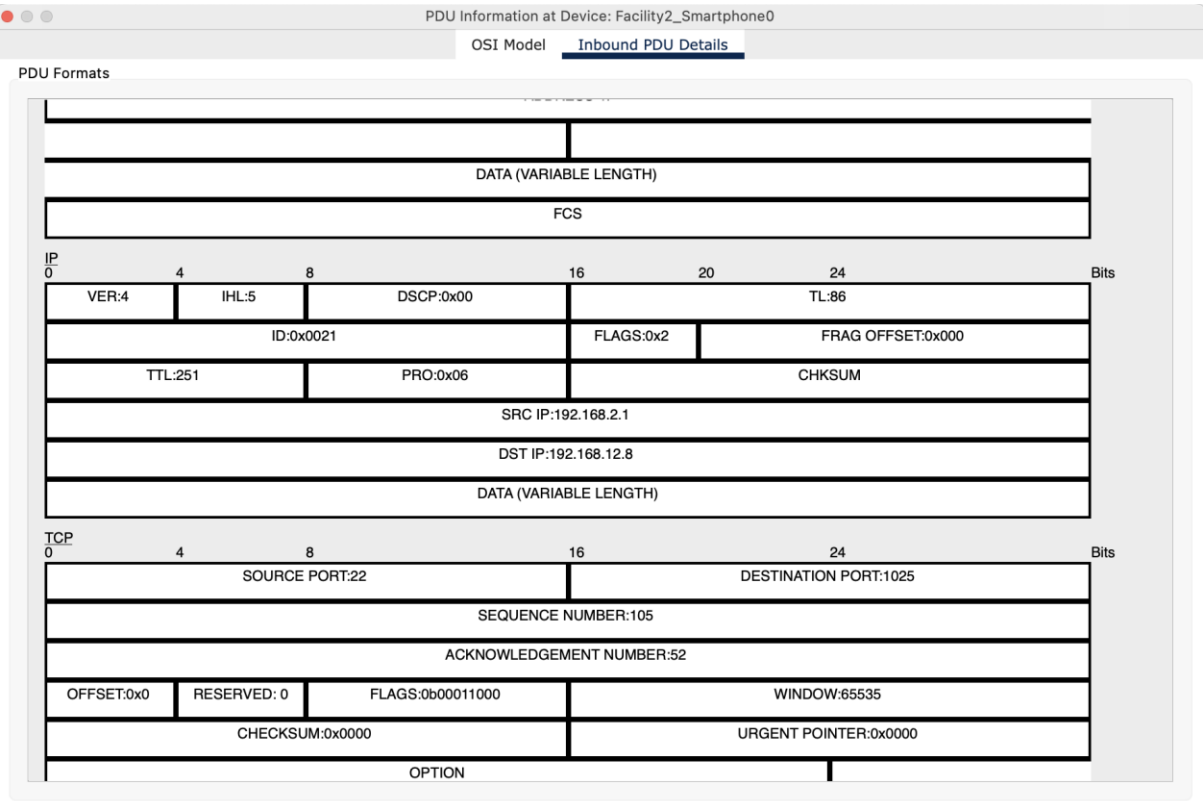 PDU Information at Device: Facility2_Smartphone0
OSI Model Inbound PDU Details
PDU Formats
DATA (VARIABLE LENGTH)
FCS
IP
0 4 8 16 20 24 Bits
VER:4 IHL:5 DSCP:0x00 TL:86
ID:0x0021 FLAGS:0x2 FRAG OFFSET:0x000
TTL:251 PRO:0x06 CHKSUM
SRC IP:192.168.2.1
DST IP:192.168.12.8
DATA (VARIABLE LENGTH)
TCP
0 4 8 16 24 Bits
SOURCE PORT:22 DESTINATION PORT:1025
SEQUENCE NUMBER:105
ACKNOWLEDGEMENT NUMBER:52
OFFSET:0x0 RESERVED: 0 FLAGS:0b00011000 WINDOW:65535
CHECKSUM:0x0000 URGENT POINTER:0x0000
OPTION